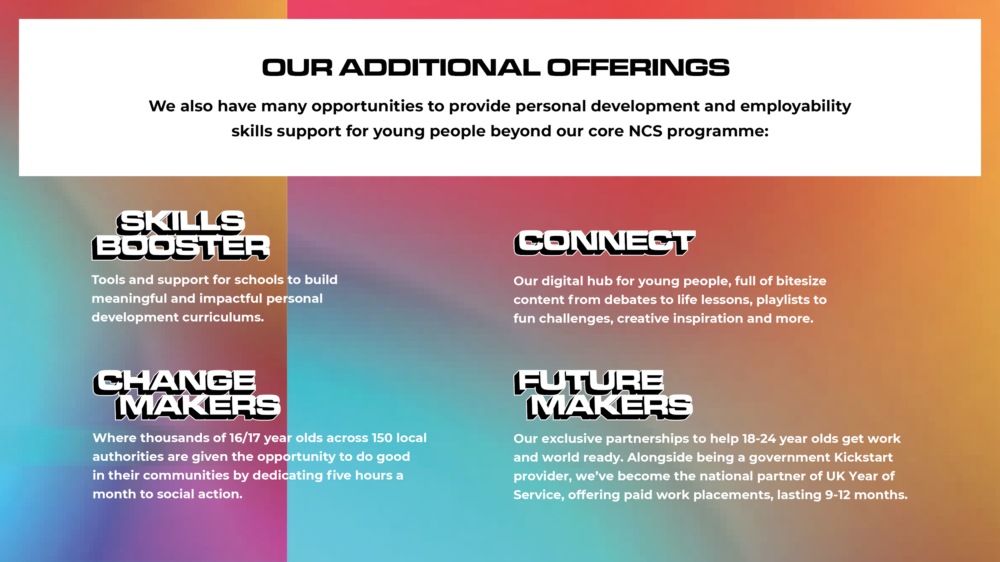 OUR ADDITIONAL OFFERINGS
We also have many opportunities to provide personal development and employability
skills support for young people beyond our core NCS programme:
SKILLS
BOOSTER
Tools and support for schools to build
meaningful and impactful personal
development curriculums.
CONNECT
Our digital hub for young people, full of bitesize
content from debates to life lessons, playlists to
fun challenges, creative inspiration and more.
CHANGE
MAKERS
Where thousands of 16/17 year olds across 150 local
authorities are given the opportunity to do good
in their communities by dedicating five hours a
month to social action.
FUTURE
MAKERS
Our exclusive partnerships to help 18-24 year olds get work
and world ready. Alongside being a government Kickstart
provider, we’ve become the national partner of UK Year of
Service, offering paid work placements, lasting 9-12 months.